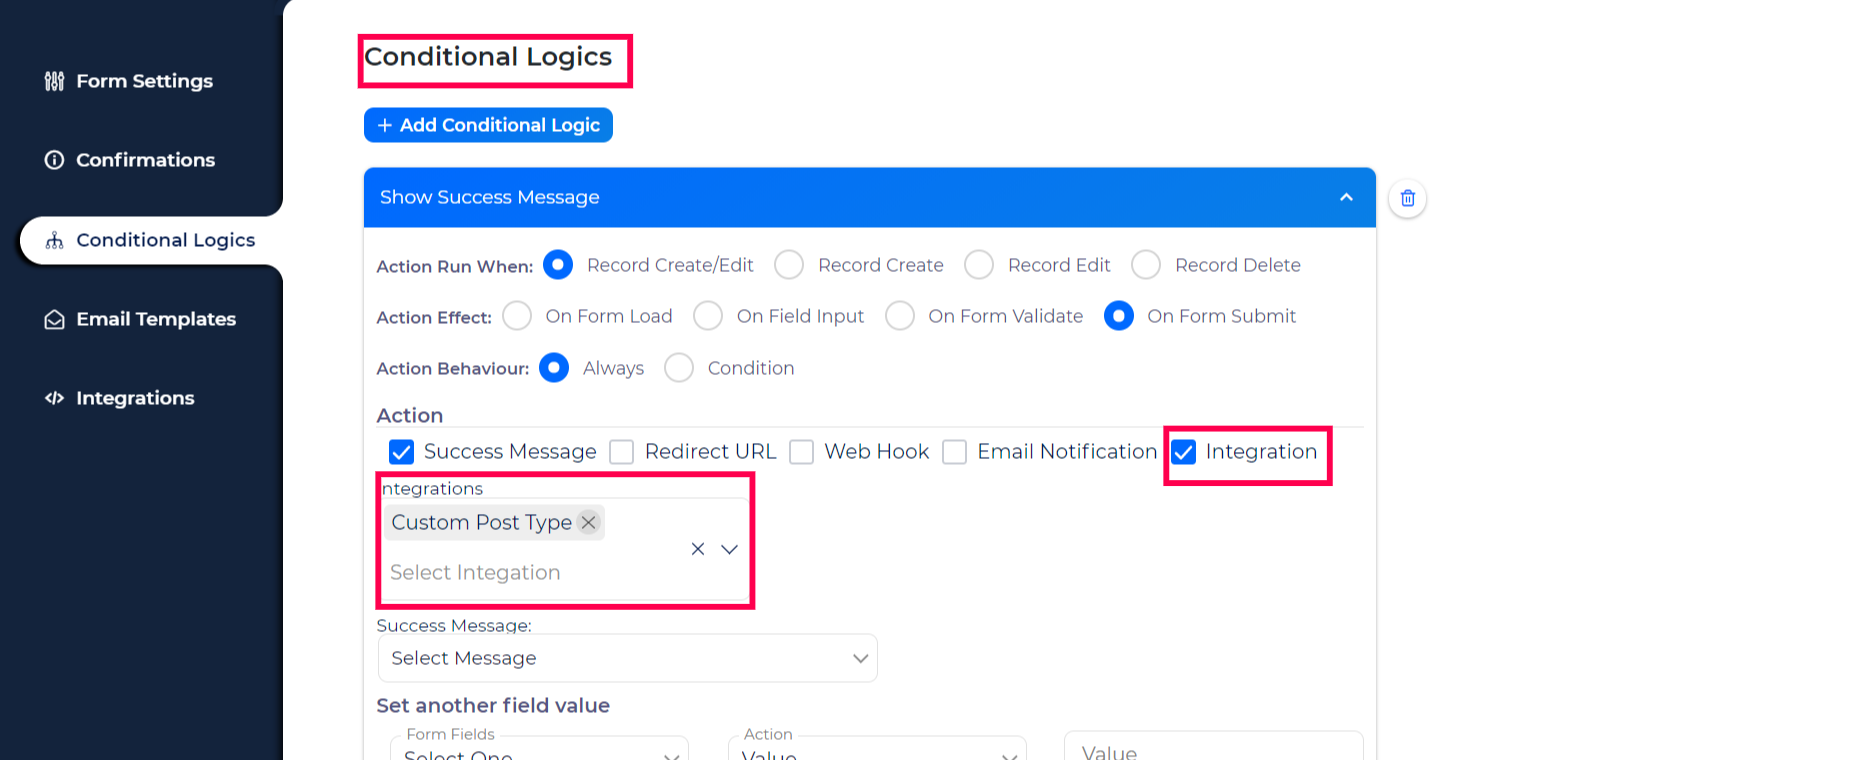 Form Settings
Confirmations
Conditional Logics
Email Templates
Integrations
Conditional Logics
+ Add Conditional Logic
Show Success Message
Action Run When: Record Create/Edit Record Create Record Edit Record Delete
Action Effect: On Form Load On Field Input On Form Validate On Form Submit
Action Behaviour: Always Condition
Action
Success Message Redirect URL Web Hook Email Notification Integration
ntegrations
Custom Post Type
Select Integation
Success Message:
Select Message
Set another field value
Form Fields Action
Select One Value Value